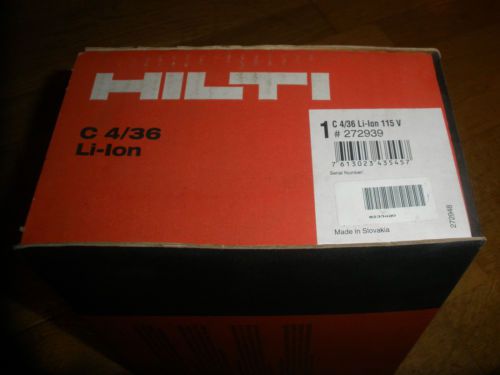 HILTI
C 4/36
Li-Ion
1 C 4/36 Li-Ion 115 V
# 272939
7 613023 435457
Serial Number:
Made in Slovakia
272948